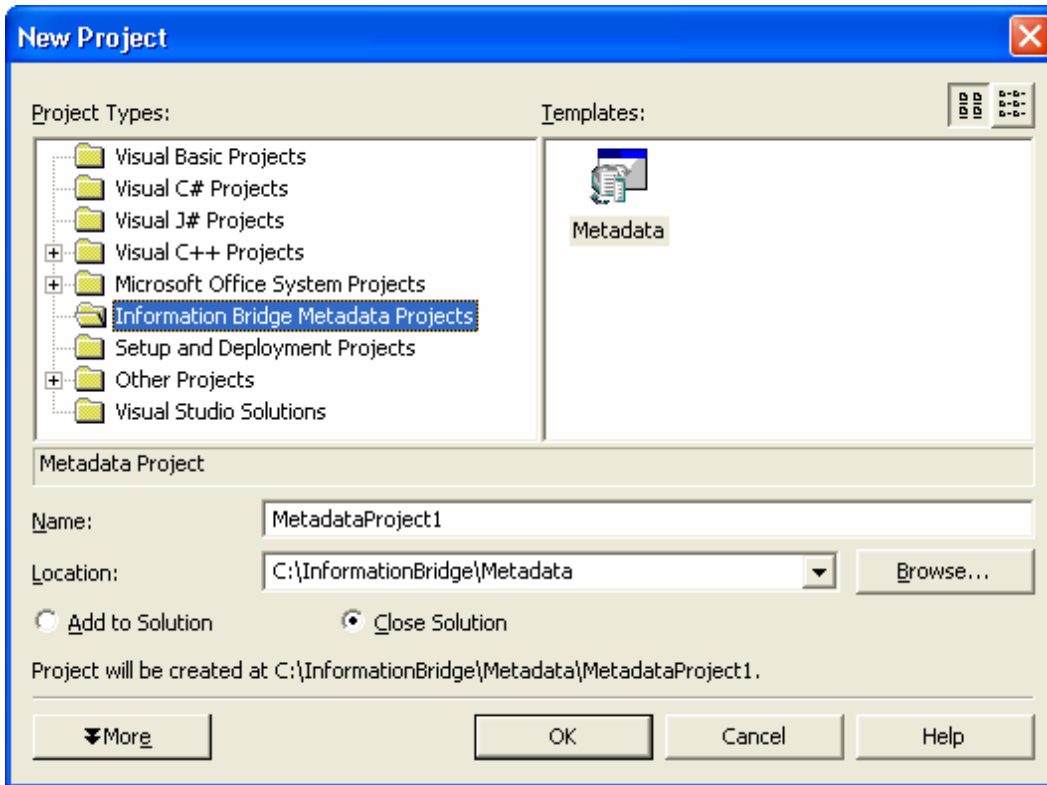 New Project
Project Types:
Templates:
Visual Basic Projects
Visual C# Projects
Visual J# Projects
Visual C++ Projects
Microsoft Office System Projects
Information Bridge Metadata Projects
Setup and Deployment Projects
Other Projects
Visual Studio Solutions
Metadata
Metadata Project
Name:
MetadataProject1
Location:
C:\InformationBridge\Metadata
Browse...
Add to Solution
Close Solution
Project will be created at C:\InformationBridge\Metadata\MetadataProject1.
More
OK
Cancel
Help